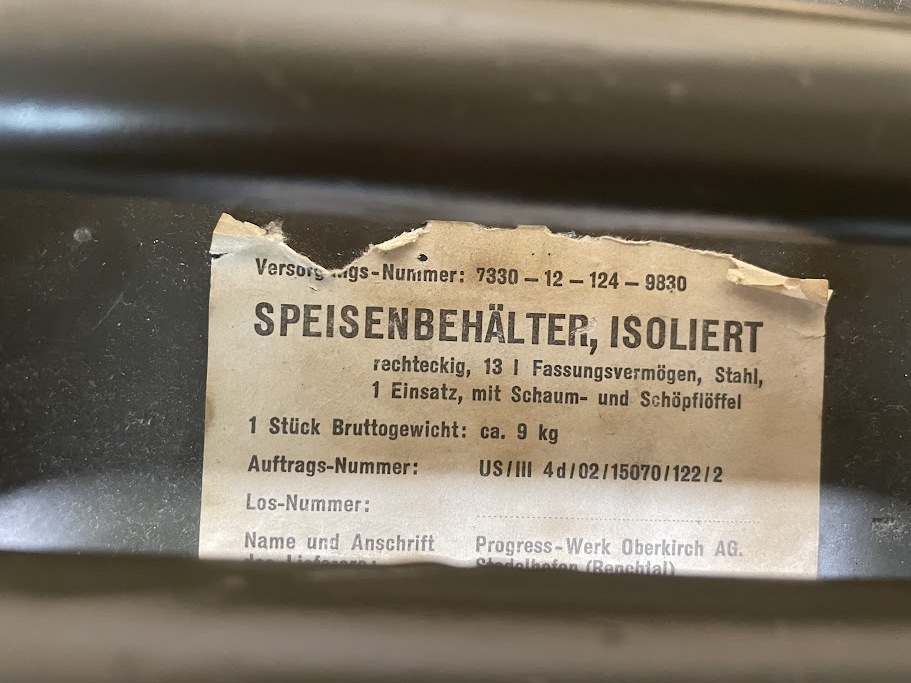 Versorgungs-Nummer: 7330 – 12 – 124 – 9830
SPEISENBEHÄLTER, ISOLIERT
rechteckig, 13 l Fassungsvermögen, Stahl,
1 Einsatz, mit Schaum- und Schöpflöffel
1 Stück Bruttogewicht: ca. 9 kg
Auftrags-Nummer: US/III 4d/02/15070/122/2
Los-Nummer:
Name und Anschrift Progress-Werk Oberkirch AG.
des Lieferers: Stadelhofen (Renchtal)